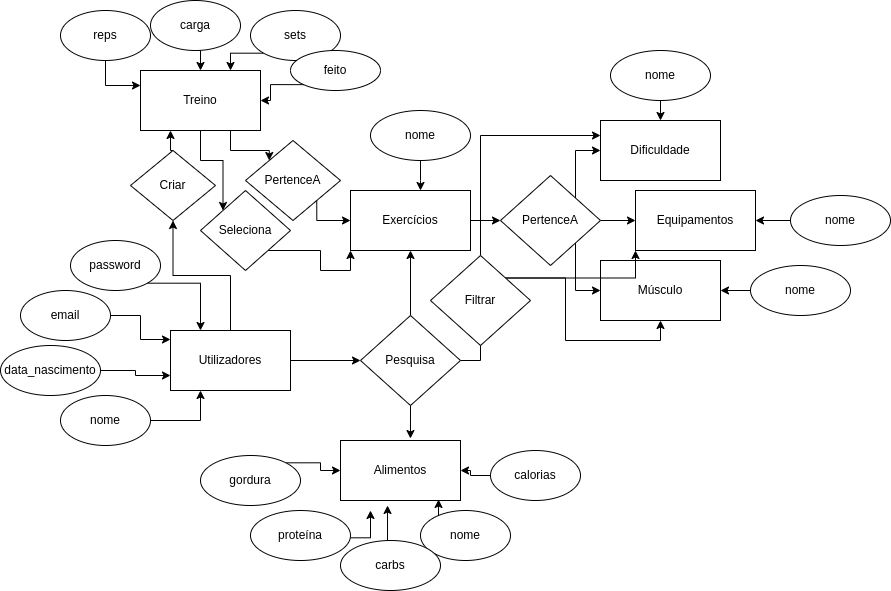 carga
reps
sets
feito
nome
Treino
nome
Dificuldade
PertenceA
Criar
Exercícios
PertenceA
Equipamentos
nome
Seleciona
password
Filtrar
Músculo
nome
email
Utilizadores
Pesquisa
data_nascimento
nome
Alimentos
calorias
gordura
proteína
nome
carbs